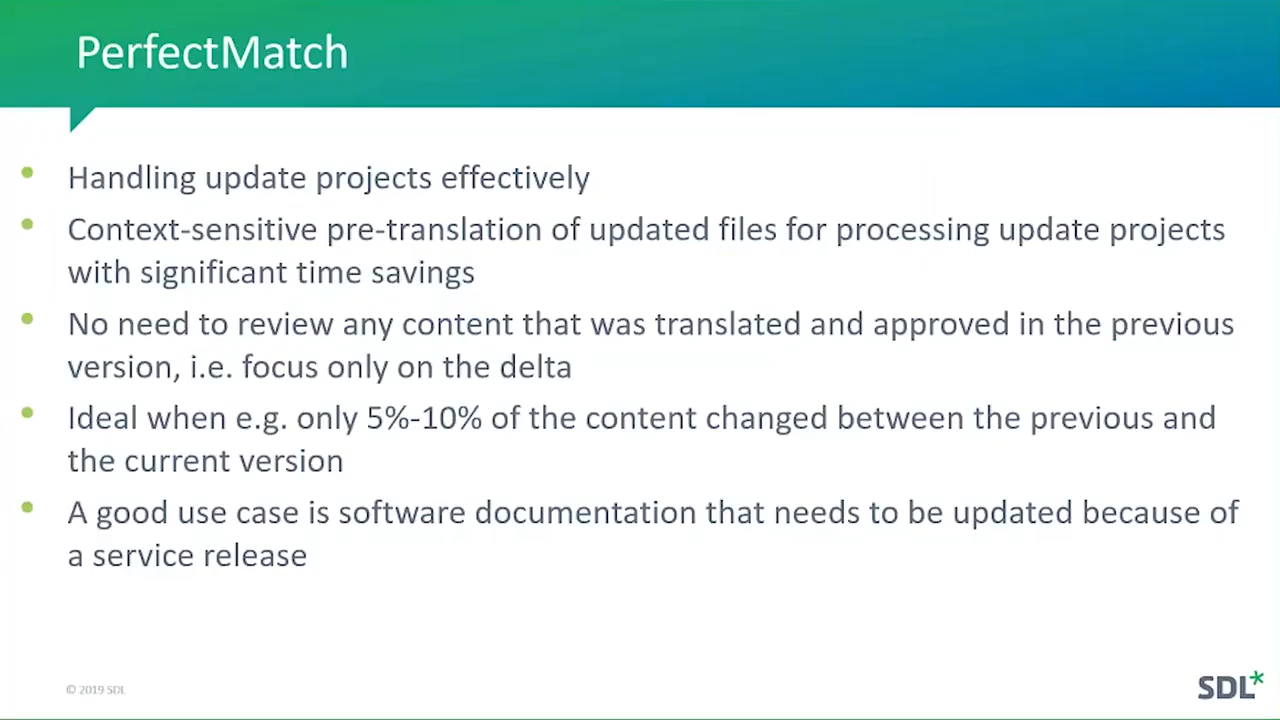 PerfectMatch
• Handling update projects effectively
• Context-sensitive pre-translation of updated files for processing update projects
with significant time savings
• No need to review any content that was translated and approved in the previous
version, i.e. focus only on the delta
• Ideal when e.g. only 5%-10% of the content changed between the previous and
the current version
• A good use case is software documentation that needs to be updated because of
a service release
© 2019 SDL
SDL*